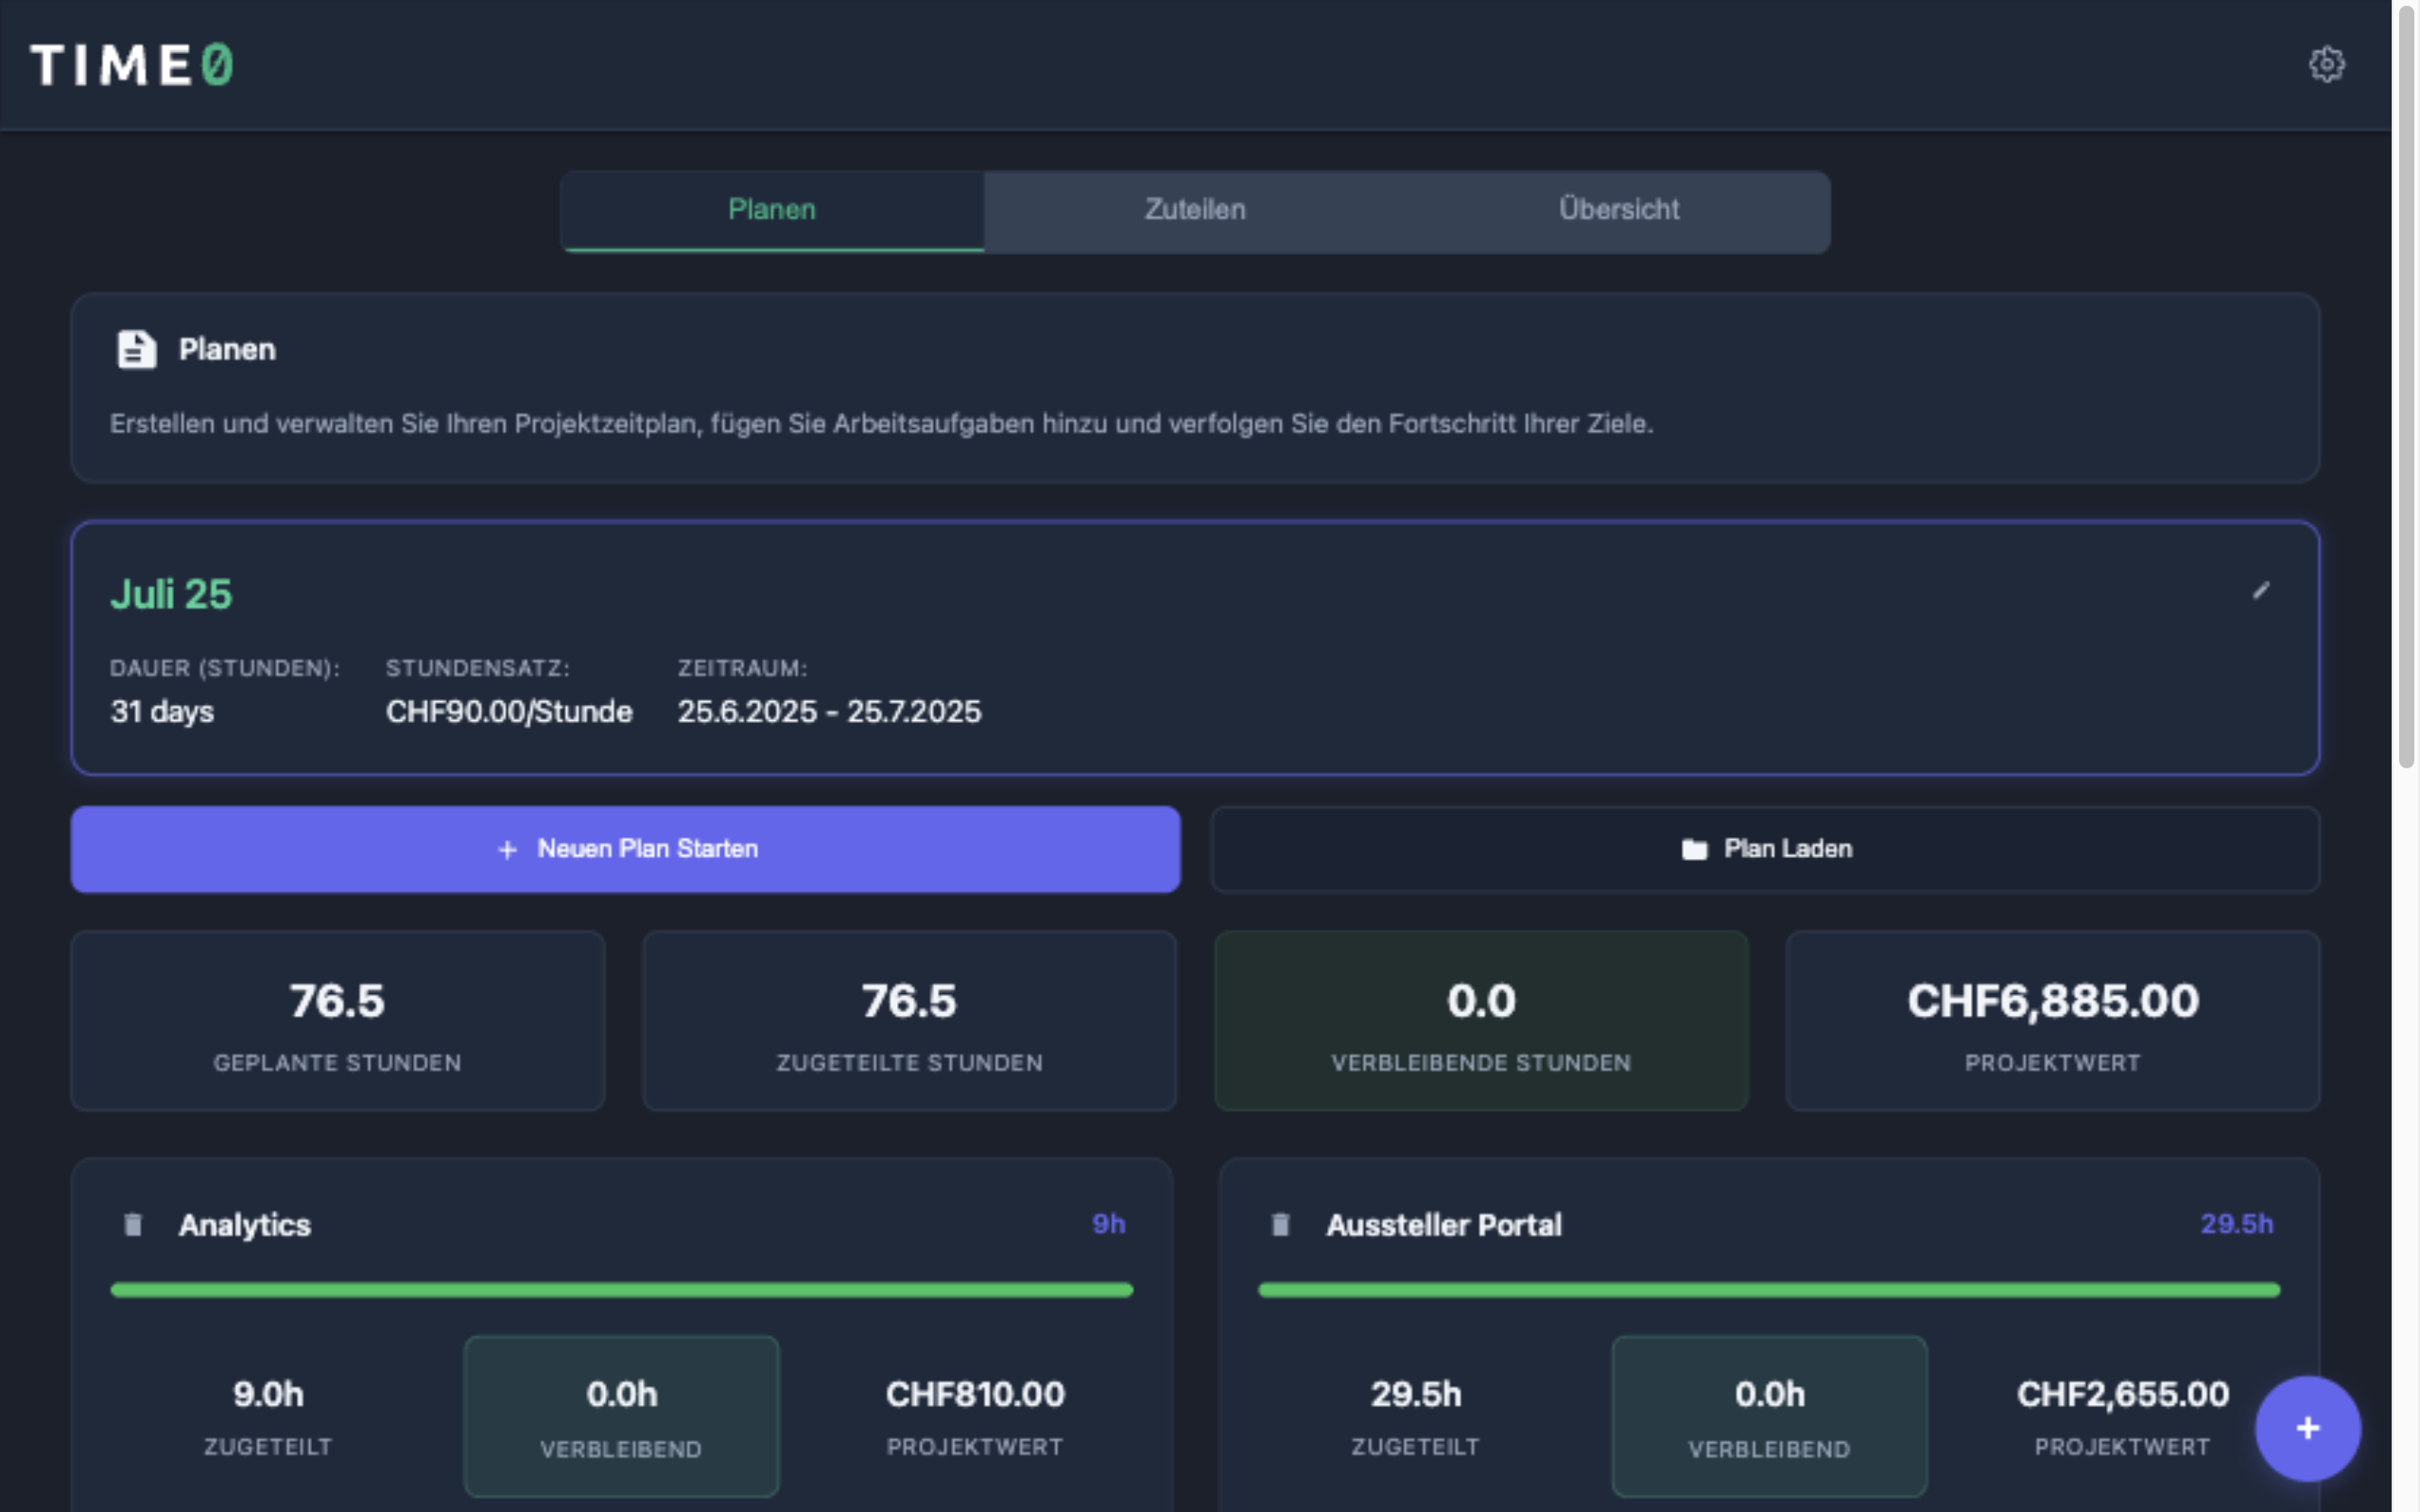 TIME0
Planen Zuteilen Übersicht
Planen
Erstellen und verwalten Sie Ihren Projektzeitplan, fügen Sie Arbeitsaufgaben hinzu und verfolgen Sie den Fortschritt Ihrer Ziele.
Juli 25
DAUER (STUNDEN): STUNDENSATZ: ZEITRAUM:
31 days CHF90.00/Stunde 25.6.2025 - 25.7.2025
+ Neuen Plan Starten Plan Laden
76.5 76.5 0.0 CHF6,885.00
GEPLANTE STUNDEN ZUGETEILTE STUNDEN VERBLEIBENDE STUNDEN PROJEKTWERT
Analytics 9h Aussteller Portal 29.5h
9.0h 0.0h CHF810.00 29.5h 0.0h CHF2,655.00
ZUGETEILT VERBLEIBEND PROJEKTWERT ZUGETEILT VERBLEIBEND PROJEKTWERT
+